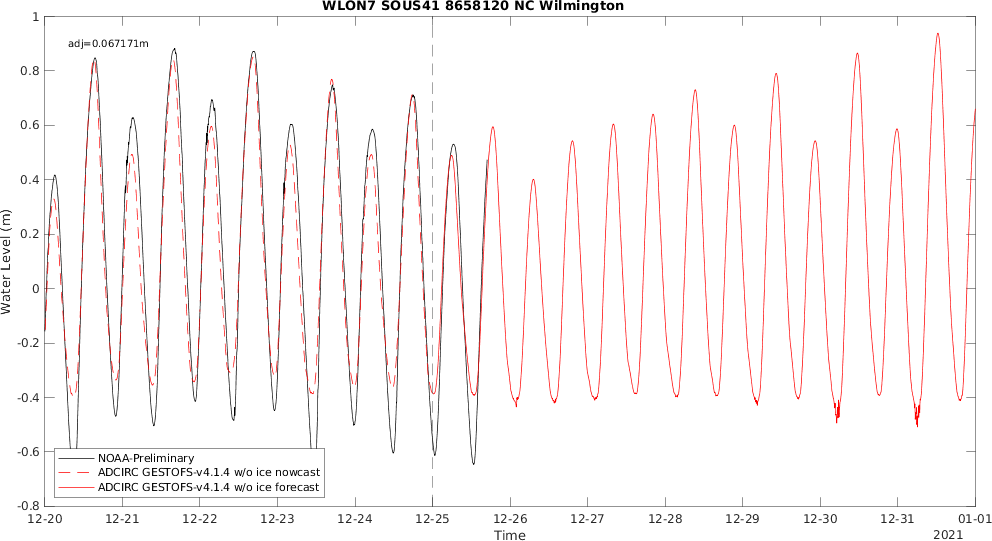 WLON7 SOUS41 8658120 NC Wilmington
adj=0.067171m
1
0.8
0.6
0.4
0.2
0
-0.2
-0.4
-0.6
-0.8
Water Level (m)
NOAA-Preliminary
ADCIRC GESTOFS-v4.1.4 w/o ice nowcast
ADCIRC GESTOFS-v4.1.4 w/o ice forecast
12-20 12-21 12-22 12-23 12-24 12-25 12-26 12-27 12-28 12-29 12-30 12-31 01-01
Time
2021